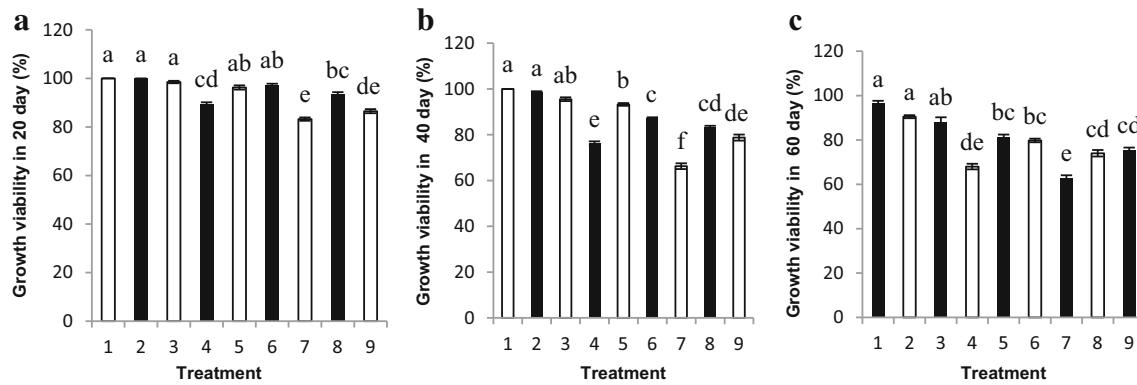 a
Growth viability in 20 day (%)
120
100
80
60
40
20
0
a a a cd ab ab e bc de
1 2 3 4 5 6 7 8 9
Treatment
b
Growth viability in 40 day (%)
120
100
80
60
40
20
0
a a ab e b c f cd de
1 2 3 4 5 6 7 8 9
Treatment
c
Growth viability in 60 day (%)
120
100
80
60
40
20
0
a a ab de bc bc e cd cd
1 2 3 4 5 6 7 8 9
Treatment